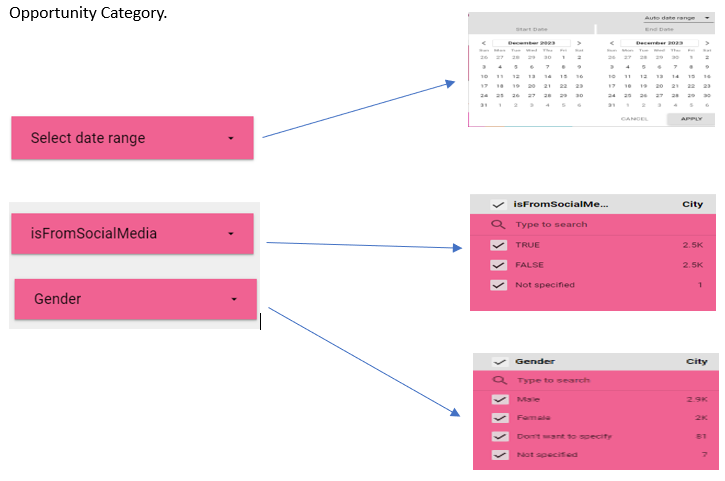 Opportunity Category.
Auto date range
Start Date End Date
< December 2023 > < December 2023 >
Sun Mon Tue Wed Thu Fri Sat Sun Mon Tue Wed Thu Fri Sat
26 27 28 29 30 1 2 26 27 28 29 30 1 2
3 4 5 6 7 8 9 3 4 5 6 7 8 9
10 11 12 13 14 15 16 10 11 12 13 14 15 16
17 18 19 20 21 22 23 17 18 19 20 21 22 23
24 25 26 27 28 29 30 24 25 26 27 28 29 30
31 1 2 3 4 5 6 31 1 2 3 4 5 6
CANCEL APPLY
Select date range
isFromSocialMedia
Gender
isFromSocialMe... City
Type to search
TRUE 2.5K
FALSE 2.5K
Not specified 1
Gender City
Type to search
Male 2.9K
Female 2K
Don't want to specify 81
Not specified 7